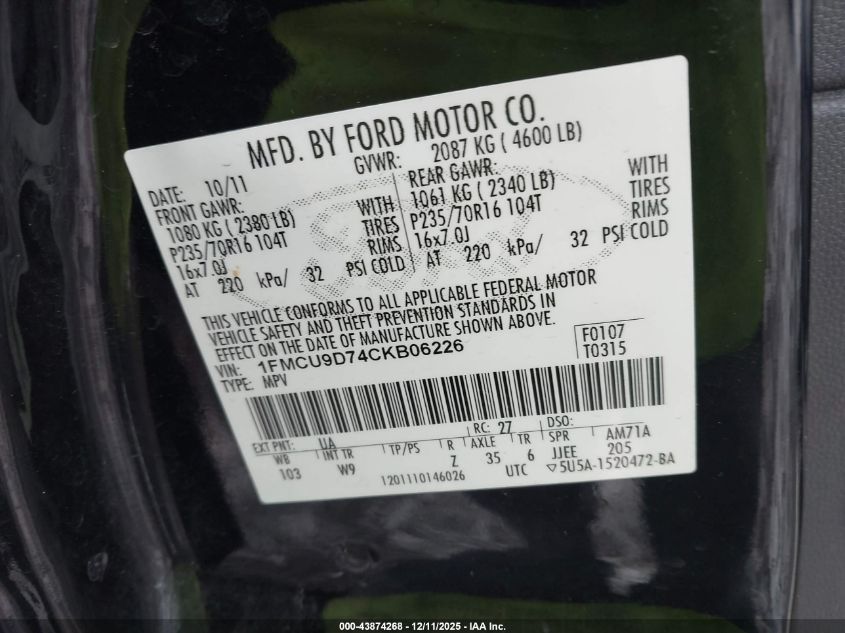 MFD. BY FORD MOTOR CO.
DATE: 10/11
GVWR: 2087 KG ( 4600 LB)
FRONT GAWR:
1080 KG ( 2380 LB) WITH
P235/70R16 104T TIRES
16x7.0J RIMS
AT 220 kPa/ 32 PSI COLD
REAR GAWR:
1061 KG ( 2340 LB) WITH
P235/70R16 104T TIRES
16x7.0J RIMS
AT 220 kPa/ 32 PSI COLD
THIS VEHICLE CONFORMS TO ALL APPLICABLE FEDERAL MOTOR
VEHICLE SAFETY AND THEFT PREVENTION STANDARDS IN
EFFECT ON THE DATE OF MANUFACTURE SHOWN ABOVE.
VIN: 1FMCU9D74CKB06226
TYPE: MPV
F0107
T0315
EXT PNT: UA RC: 27 DSO:
WB INT TR TP/PS R AXLE TR SPR AM71A
103 W9 Z 35 6 JJEE 205
1201110146026 UTC ▽5U5A-1520472-BA
000-43874268 - 12/11/2025 - IAA Inc.